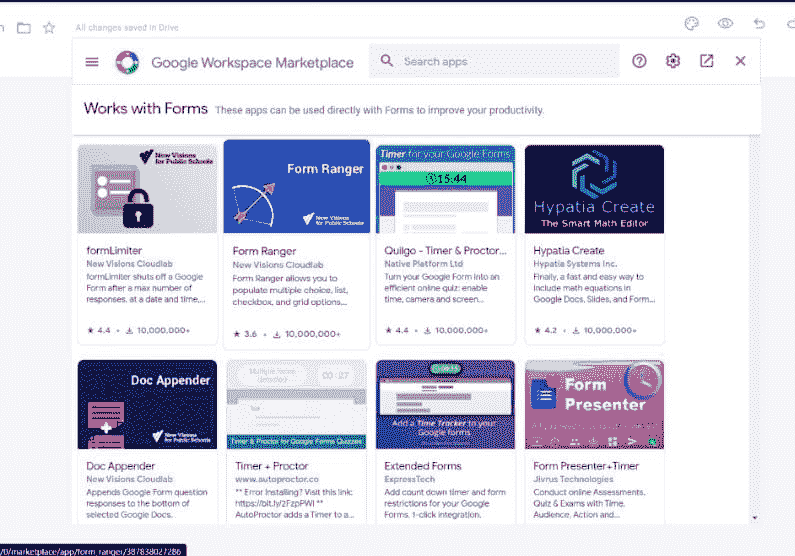 All changes saved in Drive
Google Workspace Marketplace
Search apps
Works with Forms These apps can be used directly with Forms to improve your productivity.
New Visions
for Public Schools
formLimiter
New Visions Cloudlab
formLimiter shuts off a Google
Form after a max number of
responses, at a date and time,...
4.4 • 10,000,000+
Form Ranger
New Visions
for Public Schools
Form Ranger
New Visions Cloudlab
Form Ranger allows you to
populate multiple choice, list,
checkbox, and grid options...
3.6 • 10,000,000+
Timer for your Google Forms
15:44
Quilgo - Timer & Proctor...
Native Platform Ltd
Turn your Google Form into an
efficient online quiz: enable
time, camera and screen...
4.4 • 10,000,000+
Hypatia Create
The Smart Math Editor
Hypatia Create
Hypatia Systems Inc.
Finally, a fast and easy way to
include math equations in
Google Docs, Slides, and Form...
4.2 • 10,000,000+
Doc Appender
New Visions
for Public Schools
Doc Appender
New Visions Cloudlab
Appends Google Form question
responses to the bottom of
selected Google Docs.
00:27
Timer & Proctor for Google Forms Quizzes
Timer + Proctor
www.autoproctor.co
** Error Installing? Visit this link:
https://bit.ly/2FzpPWl **
AutoProctor adds a Timer to a...
Add a Time Tracker to your
Google forms
Extended Forms
ExpressTech
Add count down timer and form
restrictions for your Google
Forms. 1-click integration.
Form
Presenter
Form Presenter+Timer
Jivrus Technologies
Conduct online Assessments,
Quiz & Exams with Time,
Audience, Action and...
/0/marketplace/app/form_ranger/387838027286